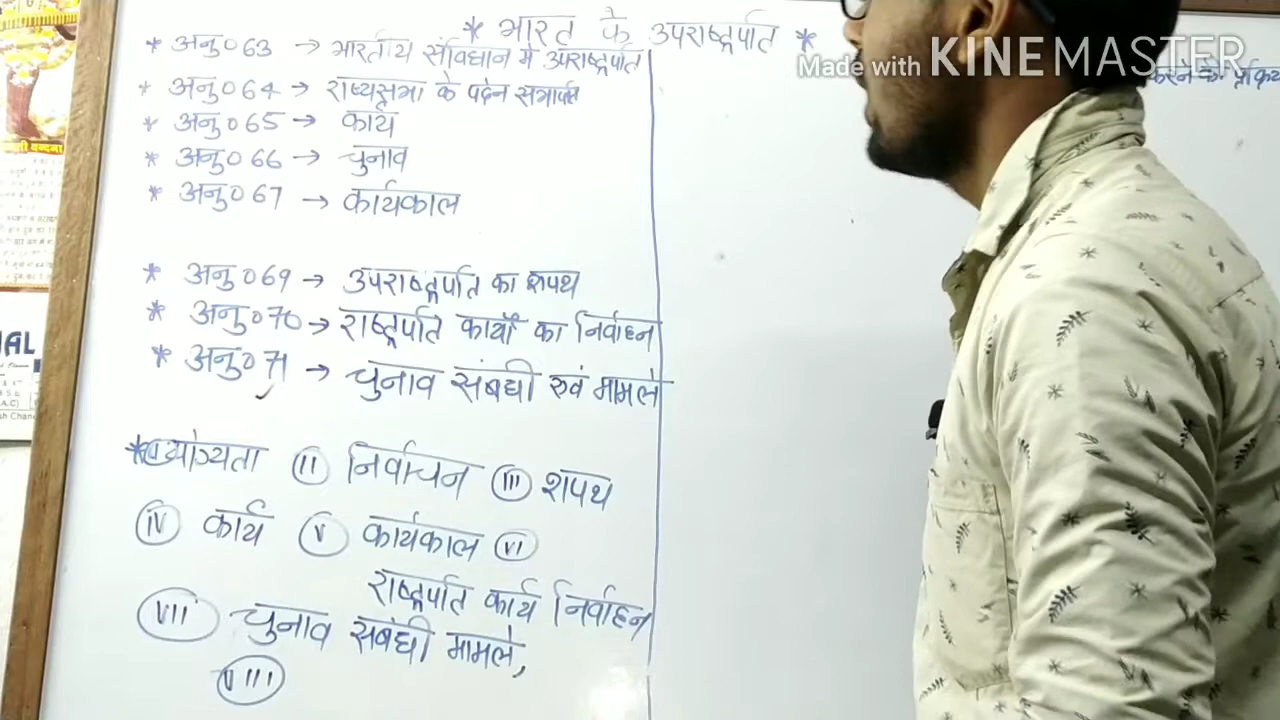 * भारत के उपराष्ट्रपति *
Made with KINEMASTER
* अनु० 63 → भारतीय संविधान मे उपराष्ट्रपति
* अनु० 64 → राज्यसभा के पदेन सभापति
* अनु० 65 → कार्य
* अनु० 66 → चुनाव
* अनु० 67 → कार्यकाल
* अनु० 69 → उपराष्ट्रपति का शपथ
* अनु० 70 → राष्ट्रपति कार्यों का निर्वाहन
* अनु० 71 → चुनाव संबंधी एवं मामले
* योग्यता (II) निर्वाचन (III) शपथ
(IV) कार्य (V) कार्यकाल (VI)
राष्ट्रपति कार्य निर्वाहन
(VII) चुनाव सबंधी मामले,
(VIII)